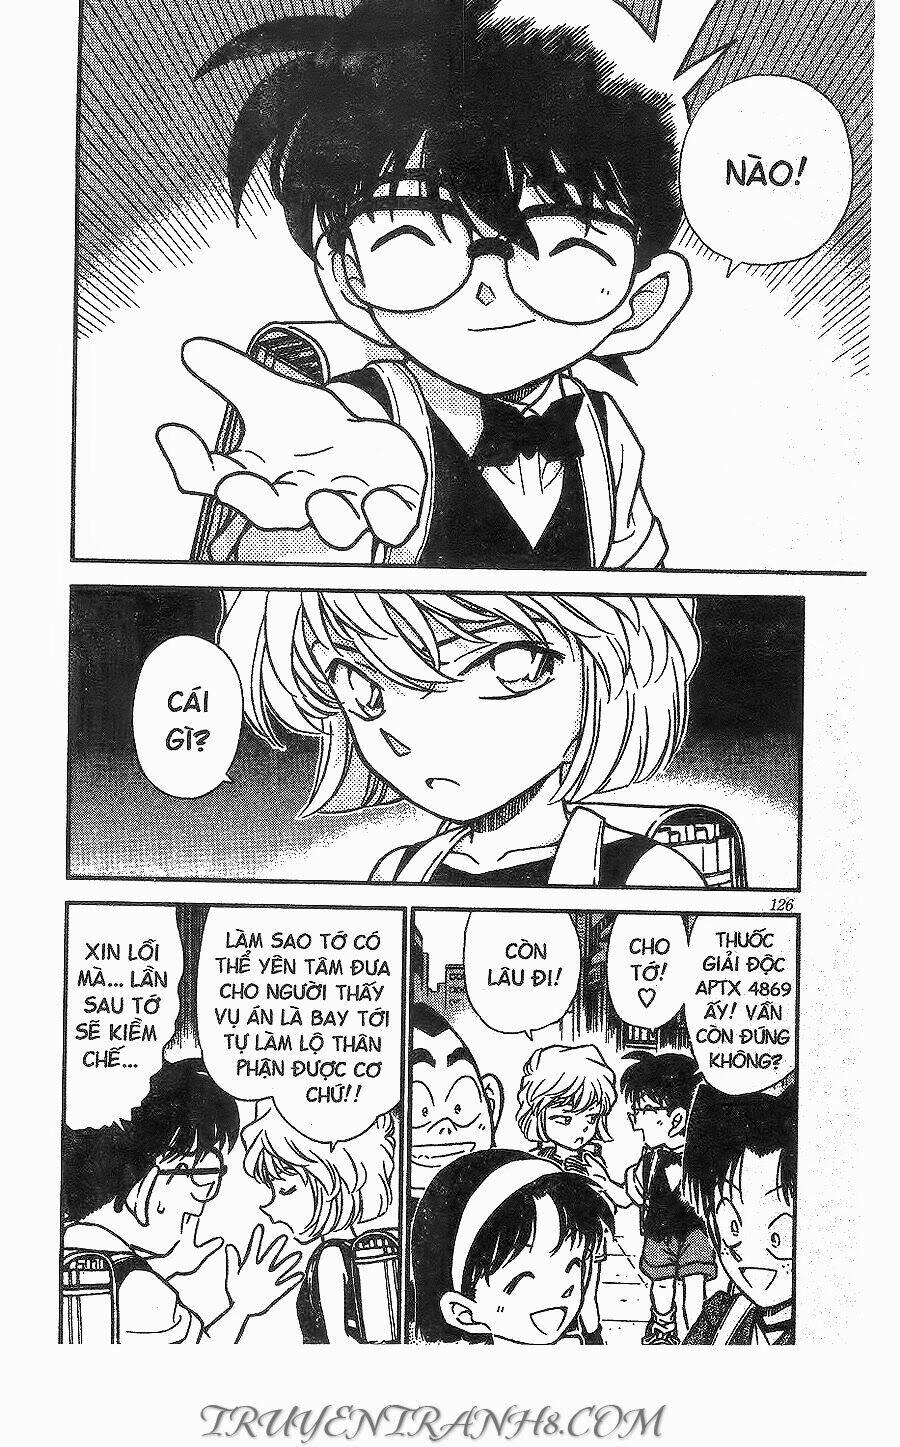 NÀO!
CÁI
GÌ?
126
THUỐC
GIẢI ĐỘC
APTX 4869
ẤY! VẪN
CÒN ĐỨNG
KHÔNG?
CHO
TỚ!
♡
CÒN
LÂU ĐI!
LÀM SAO TỚ CÓ
THỂ YÊN TÂM ĐƯA
CHO NGƯỜI THẤY
VỤ ÁN LÀ BAY TỚI
TỰ LÀM LỘ THÂN
PHẬN ĐƯỢC CƠ
CHỨ!!
XIN LỖI
MÀ... LẦN
SAU TỚ
SẼ KIỀM
CHẾ...
TRUYENTRANH8.COM